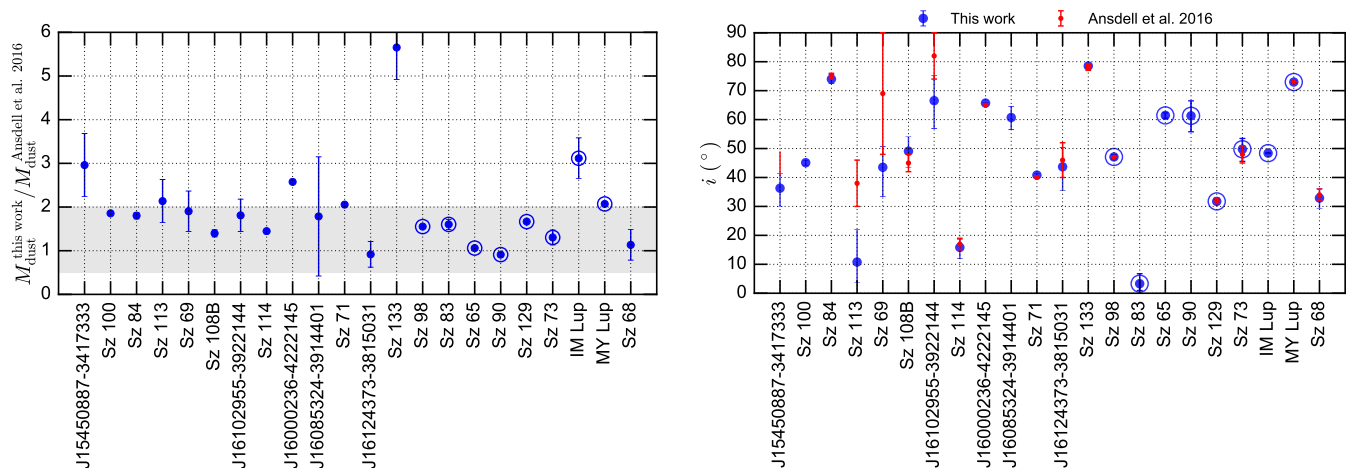 M_dust^this work / M_dust^Ansdell et al. 2016
6
5
4
3
2
1
0
J15450887-3417333
Sz 100
Sz 84
Sz 113
Sz 69
Sz 108B
J16102955-3922144
Sz 114
J16000236-4222145
J16085324-3914401
Sz 71
J16124373-3815031
Sz 133
Sz 98
Sz 83
Sz 65
Sz 90
Sz 129
Sz 73
IM Lup
MY Lup
Sz 68
This work
Ansdell et al. 2016
i (°)
90
80
70
60
50
40
30
20
10
0
J15450887-3417333
Sz 100
Sz 84
Sz 113
Sz 69
Sz 108B
J16102955-3922144
Sz 114
J16000236-4222145
J16085324-3914401
Sz 71
J16124373-3815031
Sz 133
Sz 98
Sz 83
Sz 65
Sz 90
Sz 129
Sz 73
IM Lup
MY Lup
Sz 68